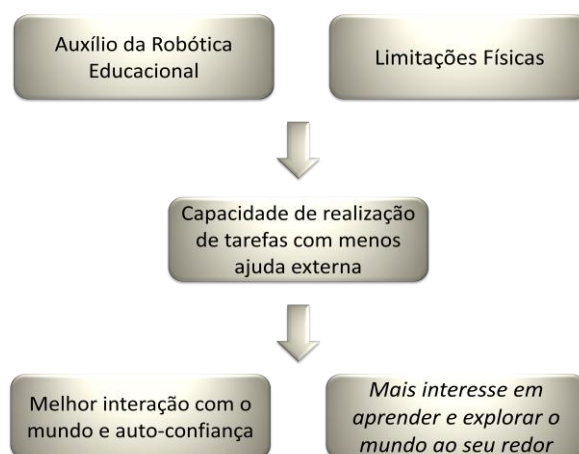 Auxílio da Robótica
Educacional
Limitações Físicas
Capacidade de realização
de tarefas com menos
ajuda externa
Melhor interação com o
mundo e auto-confiança
Mais interesse em
aprender e explorar o
mundo ao seu redor